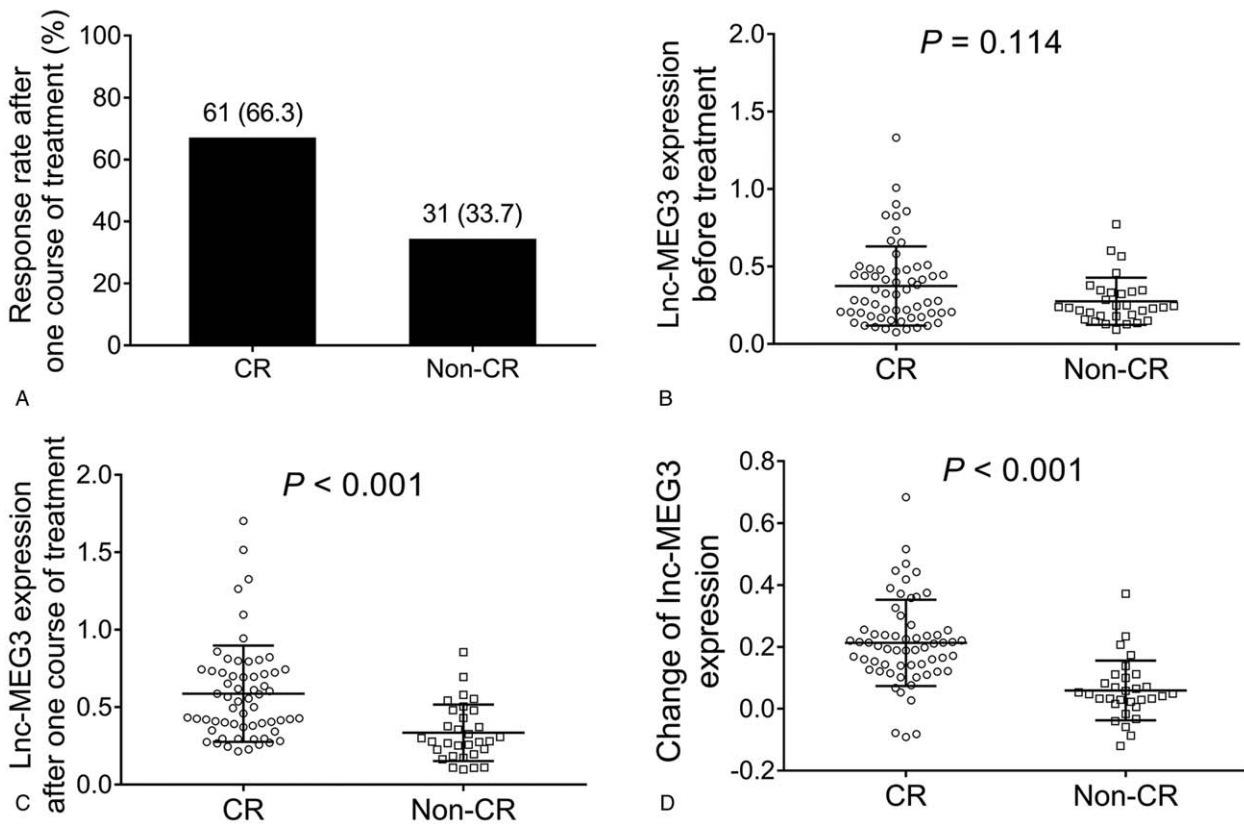 Response rate after
one course of treatment (%)
100
80
60
40
20
0
61 (66.3)
31 (33.7)
CR
Non-CR
A
Lnc-MEG3 expression
before treatment
2.0
1.5
1.0
0.5
0.0
P = 0.114
CR
Non-CR
B
Lnc-MEG3 expression
after one course of treatment
2.0
1.5
1.0
0.5
0.0
P < 0.001
CR
Non-CR
C
Change of lnc-MEG3
expression
0.8
0.6
0.4
0.2
0.0
-0.2
P < 0.001
CR
Non-CR
D